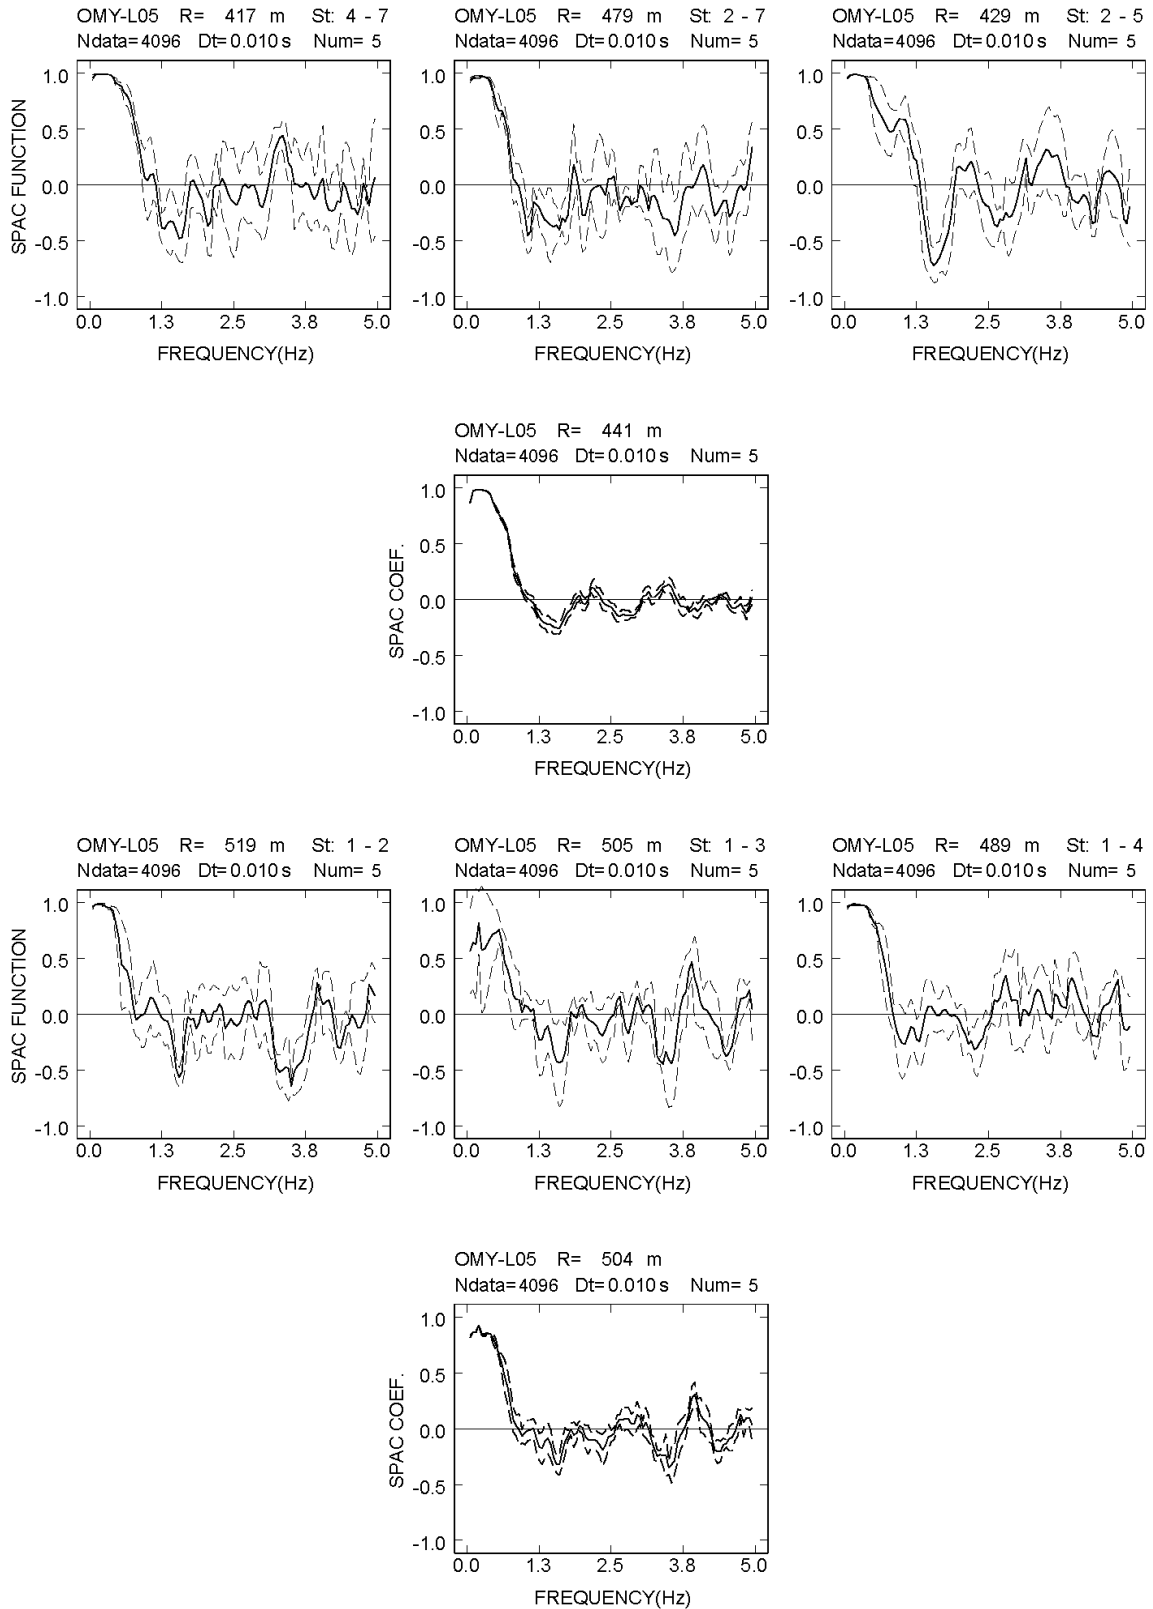 OMY-L05 R= 417 m St: 4 - 7
Ndata=4096 Dt=0.010 s Num= 5
OMY-L05 R= 479 m St: 2 - 7
Ndata=4096 Dt=0.010 s Num= 5
OMY-L05 R= 429 m St: 2 - 5
Ndata=4096 Dt=0.010 s Num= 5
SPAC FUNCTION
1.0
0.5
0.0
-0.5
-1.0
0.0 1.3 2.5 3.8 5.0
FREQUENCY(Hz)
1.0
0.5
0.0
-0.5
-1.0
0.0 1.3 2.5 3.8 5.0
FREQUENCY(Hz)
1.0
0.5
0.0
-0.5
-1.0
0.0 1.3 2.5 3.8 5.0
FREQUENCY(Hz)
OMY-L05 R= 441 m
Ndata=4096 Dt=0.010 s Num= 5
SPAC COEF.
1.0
0.5
0.0
-0.5
-1.0
0.0 1.3 2.5 3.8 5.0
FREQUENCY(Hz)
OMY-L05 R= 519 m St: 1 - 2
Ndata=4096 Dt=0.010 s Num= 5
OMY-L05 R= 505 m St: 1 - 3
Ndata=4096 Dt=0.010 s Num= 5
OMY-L05 R= 489 m St: 1 - 4
Ndata=4096 Dt=0.010 s Num= 5
SPAC FUNCTION
1.0
0.5
0.0
-0.5
-1.0
0.0 1.3 2.5 3.8 5.0
FREQUENCY(Hz)
1.0
0.5
0.0
-0.5
-1.0
0.0 1.3 2.5 3.8 5.0
FREQUENCY(Hz)
1.0
0.5
0.0
-0.5
-1.0
0.0 1.3 2.5 3.8 5.0
FREQUENCY(Hz)
OMY-L05 R= 504 m
Ndata=4096 Dt=0.010 s Num= 5
SPAC COEF.
1.0
0.5
0.0
-0.5
-1.0
0.0 1.3 2.5 3.8 5.0
FREQUENCY(Hz)